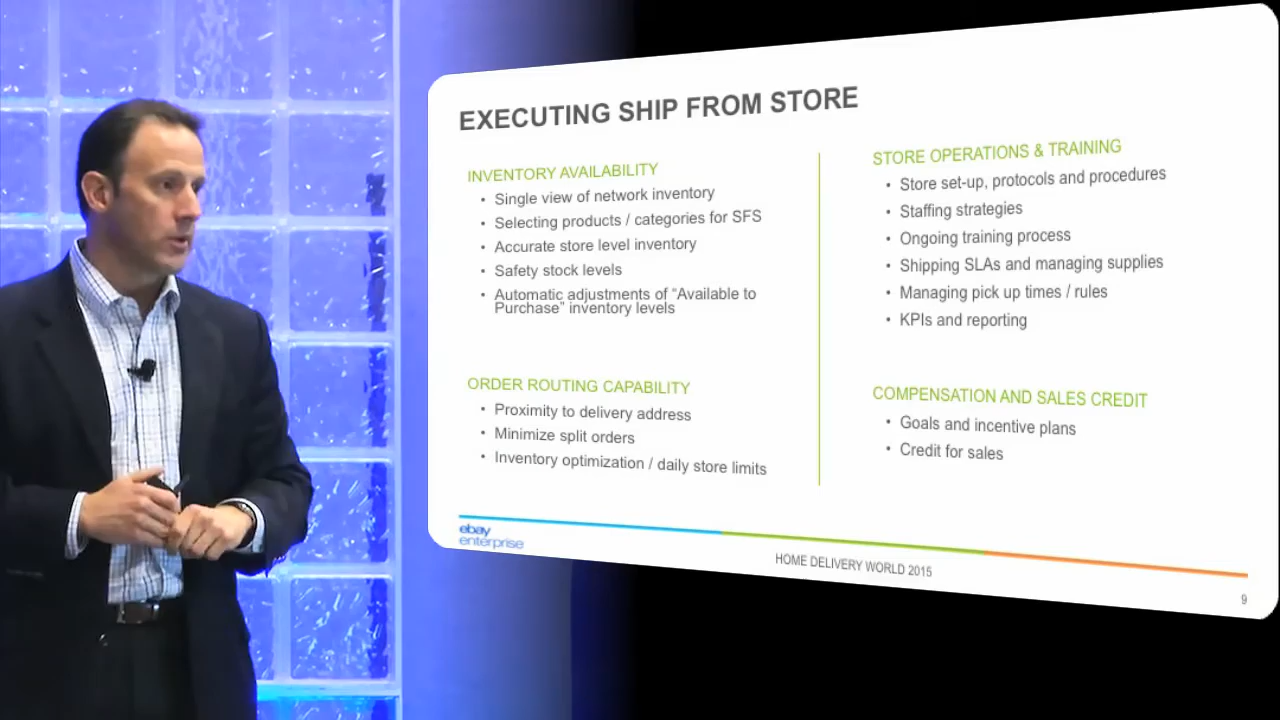 EXECUTING SHIP FROM STORE
INVENTORY AVAILABILITY
• Single view of network inventory
• Selecting products / categories for SFS
• Accurate store level inventory
• Safety stock levels
• Automatic adjustments of “Available to
Purchase” inventory levels
ORDER ROUTING CAPABILITY
• Proximity to delivery address
• Minimize split orders
• Inventory optimization / daily store limits
STORE OPERATIONS & TRAINING
• Store set-up, protocols and procedures
• Staffing strategies
• Ongoing training process
• Shipping SLAs and managing supplies
• Managing pick up times / rules
• KPIs and reporting
COMPENSATION AND SALES CREDIT
• Goals and incentive plans
• Credit for sales
ebay
enterprise
HOME DELIVERY WORLD 2015
9